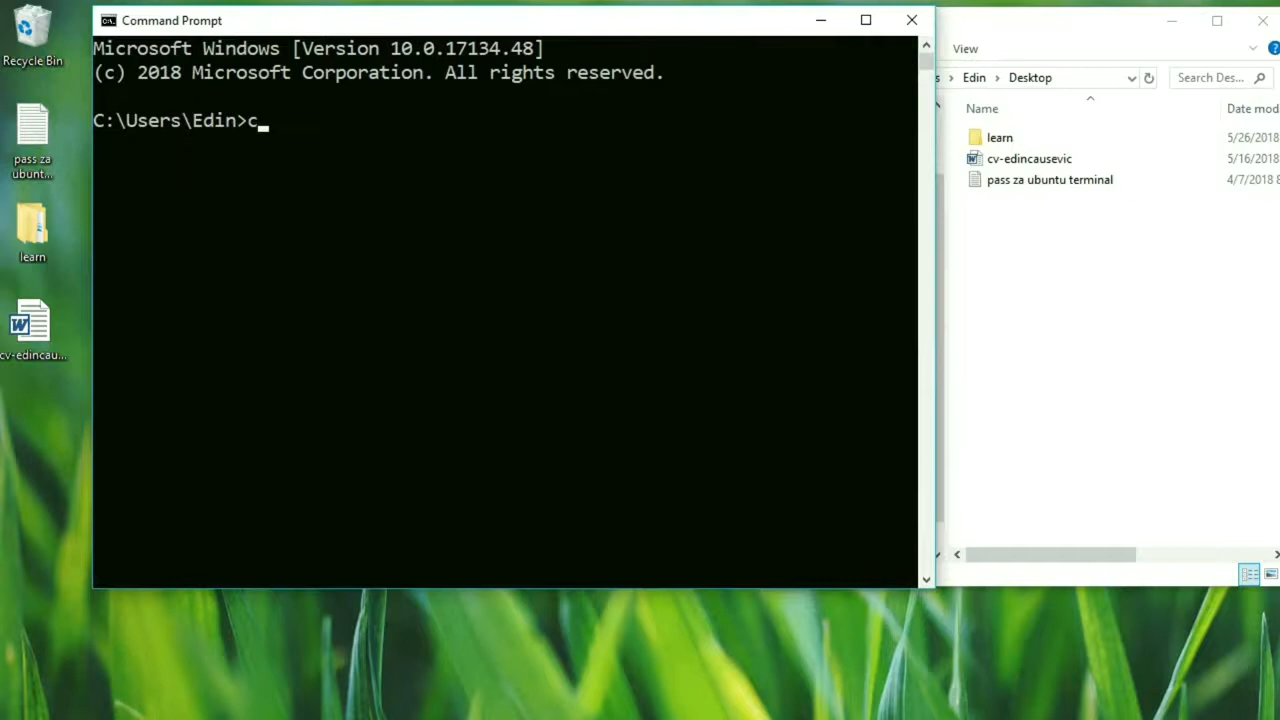 Recycle Bin
pass za
ubunt...
learn
cv-edincau...
Command Prompt
Microsoft Windows [Version 10.0.17134.48]
(c) 2018 Microsoft Corporation. All rights reserved.
C:\Users\Edin>c_
View
s > Edin > Desktop
Search Des...
Name
Date mod
learn
5/26/2018
cv-edincausevic
5/16/2018
pass za ubuntu terminal
4/7/2018 8